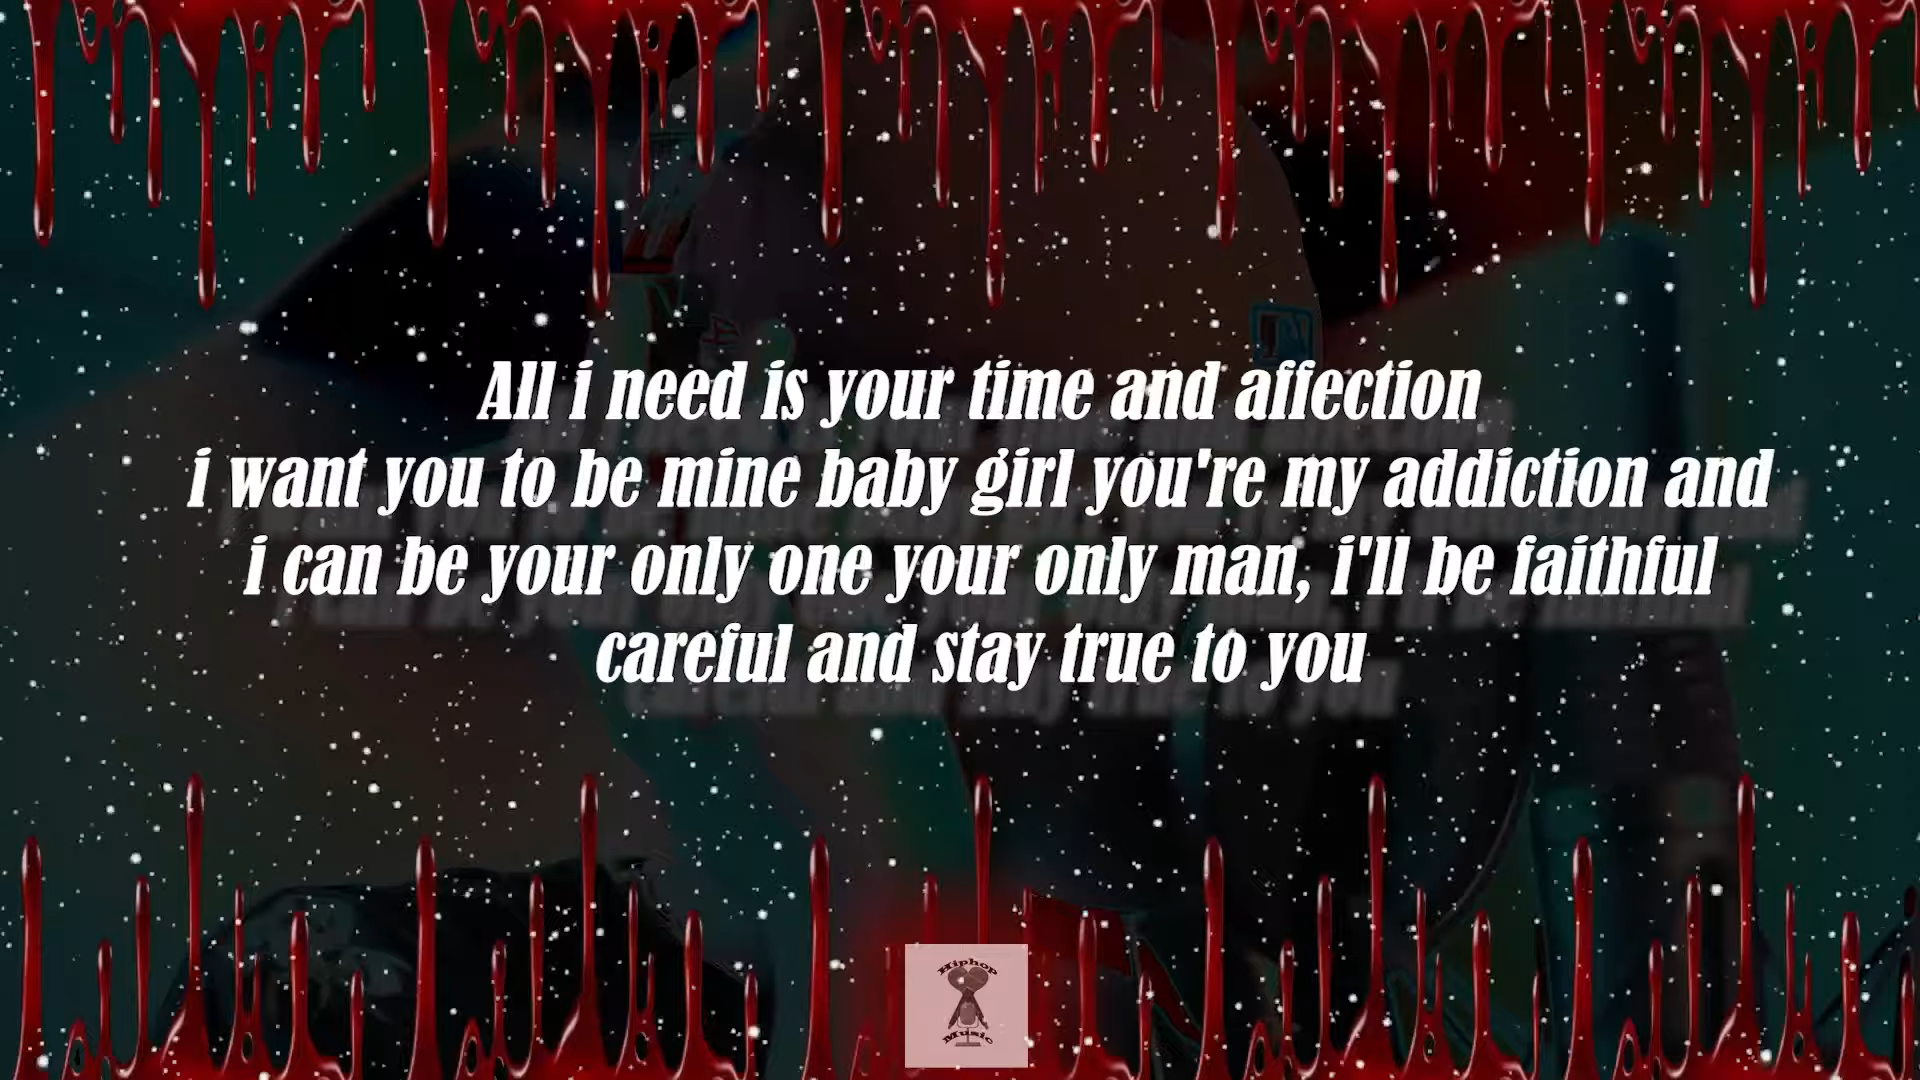 All i need is your time and affection
i want you to be mine baby girl you're my addiction and
i can be your only one your only man, i'll be faithful
careful and stay true to you
Hiphop
Music